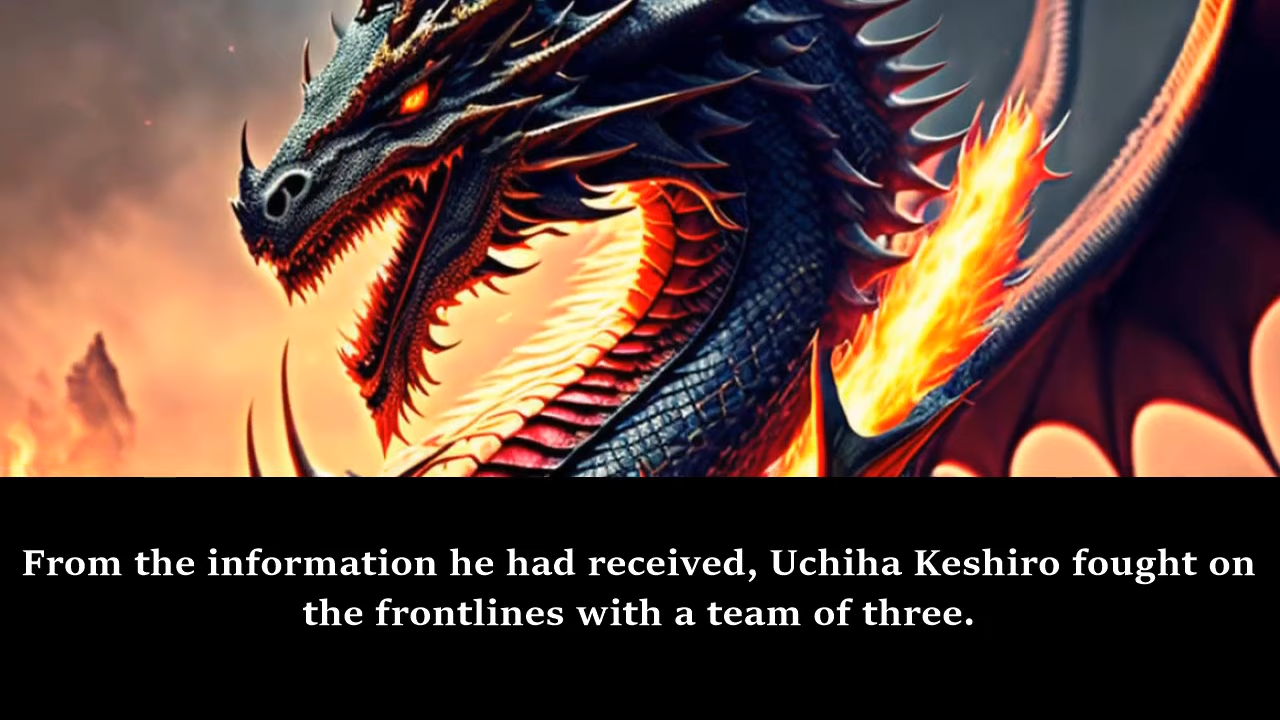 From the information he had received, Uchiha Keshiro fought on
the frontlines with a team of three.